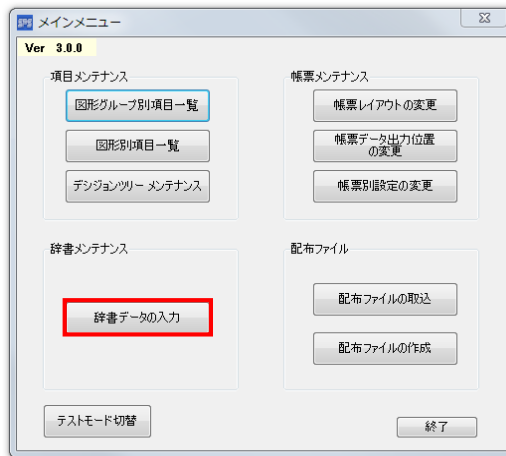 SPS メインメニュー
Ver 3.0.0
項目メンテナンス
図形グループ別項目一覧
図形別項目一覧
デシジョンツリー メンテナンス
帳票メンテナンス
帳票レイアウトの変更
帳票データ出力位置
の変更
帳票別設定の変更
辞書メンテナンス
辞書データの入力
配布ファイル
配布ファイルの取込
配布ファイルの作成
テストモード切替
終了